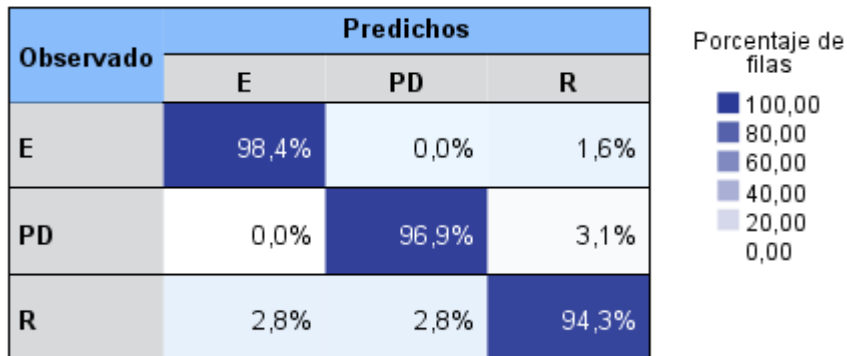 Observado Predichos
E PD R
E 98,4% 0,0% 1,6%
PD 0,0% 96,9% 3,1%
R 2,8% 2,8% 94,3%
Porcentaje de
filas
100,00
80,00
60,00
40,00
20,00
0,00